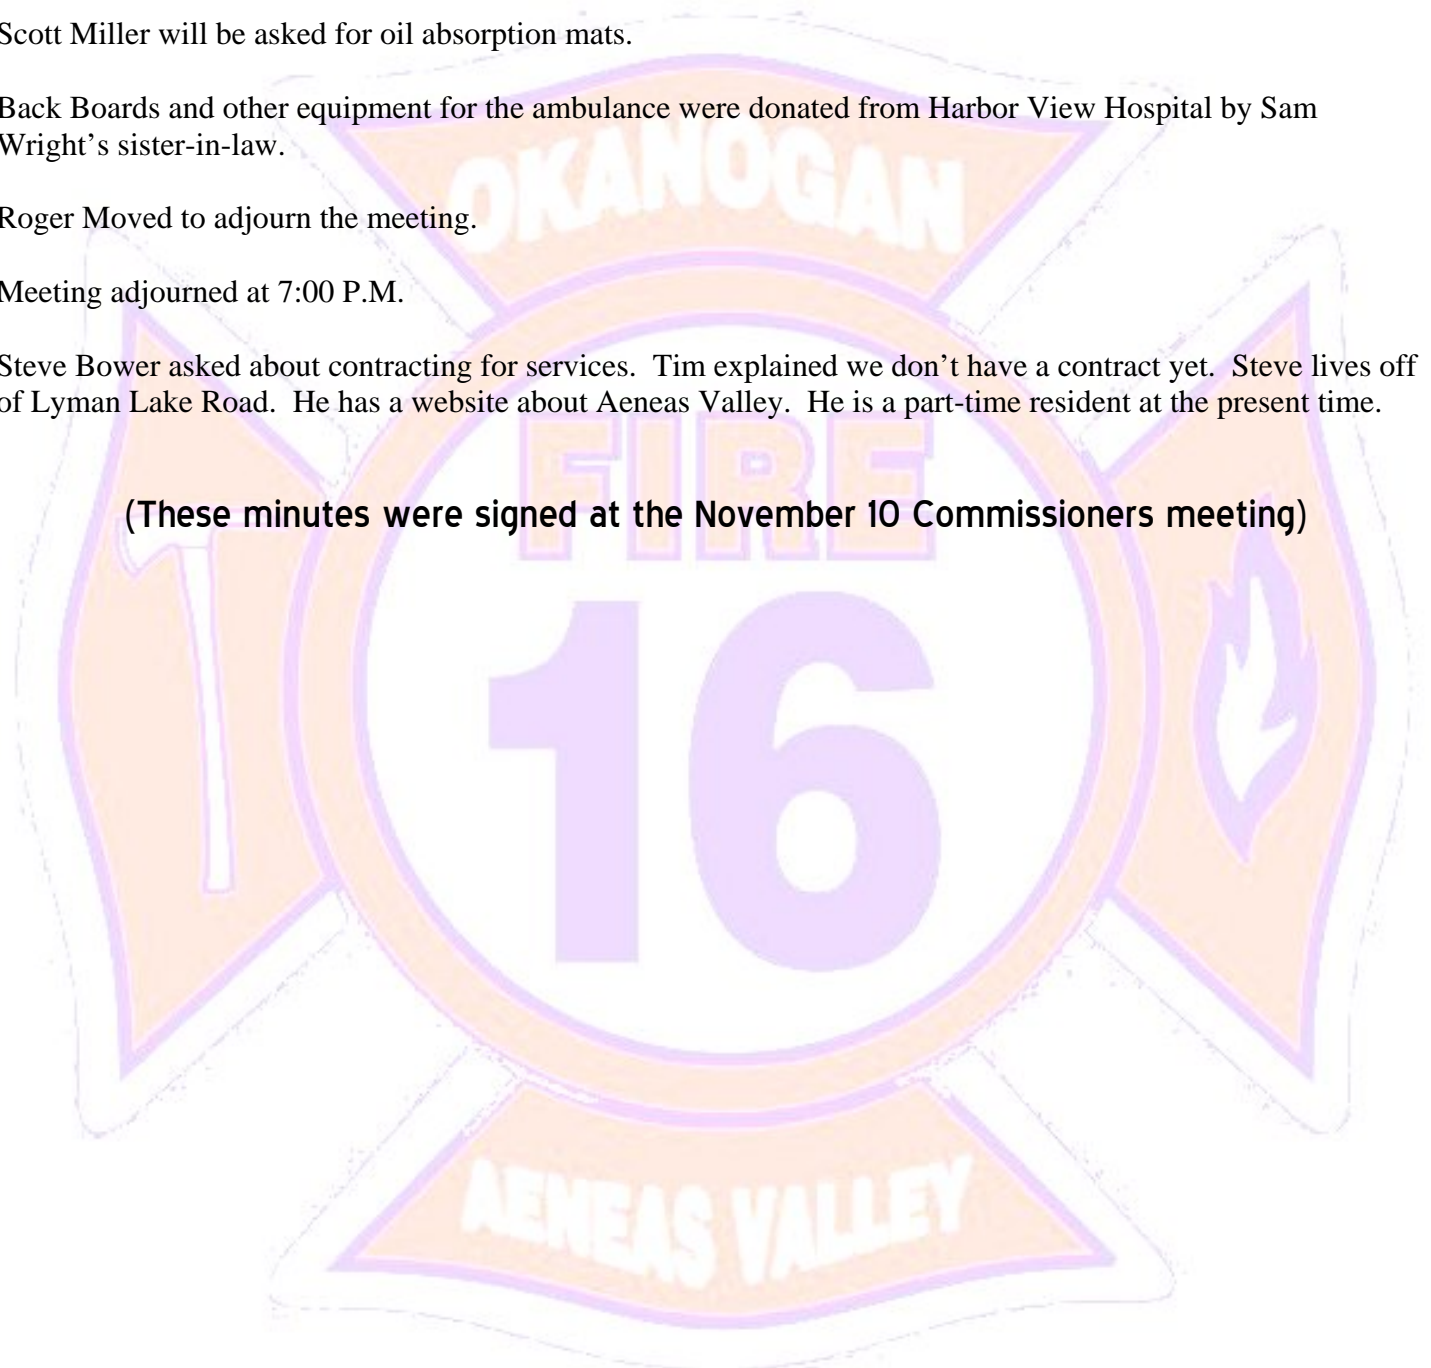 Scott Miller will be asked for oil absorption mats.
Back Boards and other equipment for the ambulance were donated from Harbor View Hospital by Sam
Wright’s sister-in-law.
Roger Moved to adjourn the meeting.
Meeting adjourned at 7:00 P.M.
Steve Bower asked about contracting for services.  Tim explained we don’t have a contract yet.  Steve lives off
of Lyman Lake Road.  He has a website about Aeneas Valley.  He is a part-time resident at the present time.
(These minutes were signed at the November 10 Commissioners meeting)
OKANOGAN
FIRE
16
AENEAS VALLEY